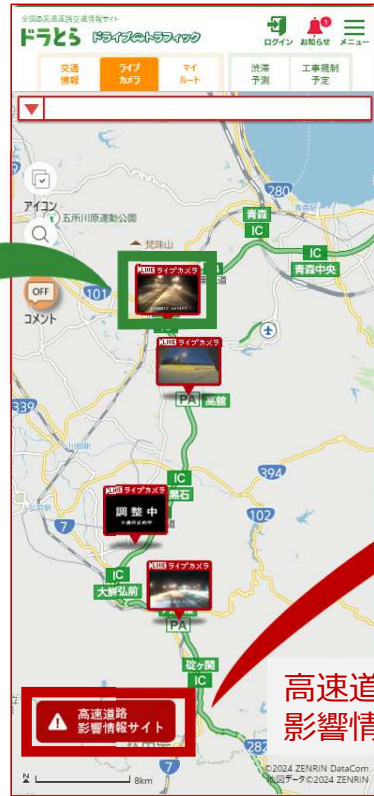 全国の高速道路交通情報サイト
ドラとら ドライブ@トラフィック
ログイン お知らせ メニュー
1
交通
情報
ライブ
カメラ
マイ
ルート
渋滞
予測
工事規制
予定
アイコン
五所川原運動公園
梵珠山
280
青森
IC
IC
青森中央
OFF
コメント
101
LIVE ライブカメラ
IC
LIVE ライブカメラ
PA 高舘
339
IC
黒石
394
102
LIVE ライブカメラ
調整中
7
IC
大鰐弘前
LIVE ライブカメラ
PA
碇ヶ関
IC
高速道路
影響情報サイト
高速道
影響情
282
7
N
8km
©2024 ZENRIN DataCom
地図データ©2024 ZENRIN